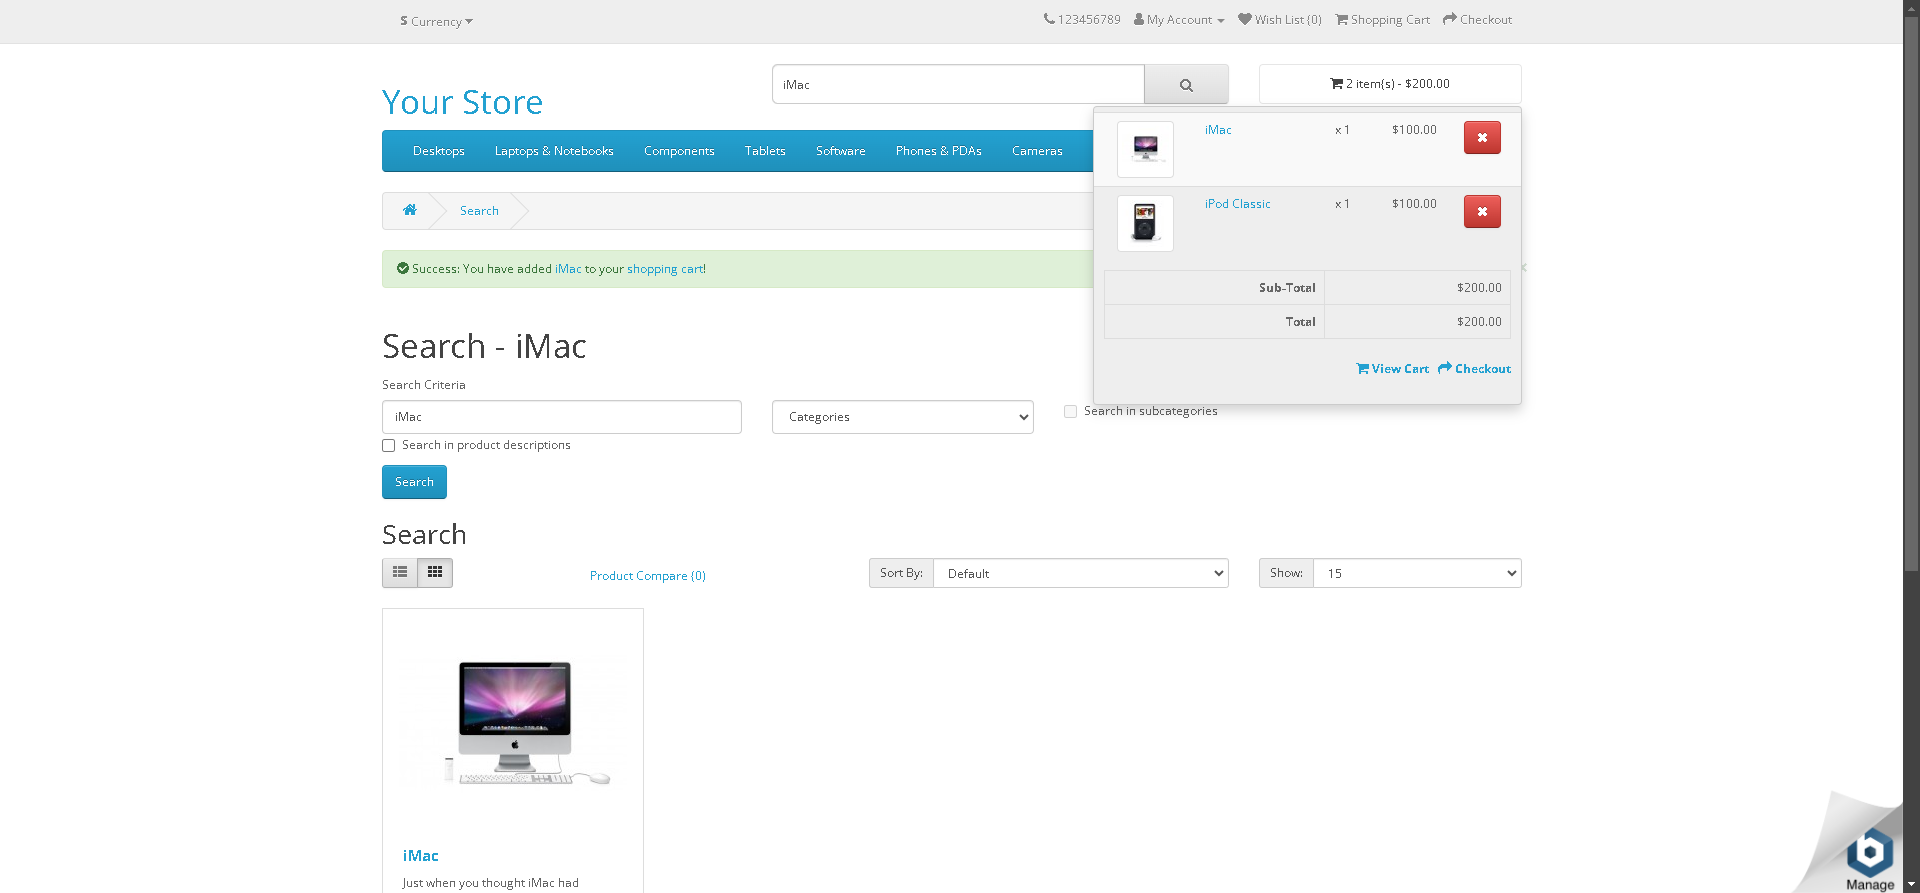 $ Currency
123456789 My Account Wish List (0) Shopping Cart Checkout
Your Store
iMac
2 item(s) - $200.00
Desktops Laptops & Notebooks Components Tablets Software Phones & PDAs Cameras
iMac x 1 $100.00
iPod Classic x 1 $100.00
Sub-Total $200.00
Total $200.00
View Cart Checkout
Search
Success: You have added iMac to your shopping cart!
Search - iMac
Search Criteria
iMac
Categories
Search in subcategories
Search in product descriptions
Search
Search
Product Compare (0)
Sort By: Default
Show: 15
iMac
Just when you thought iMac had
Manage